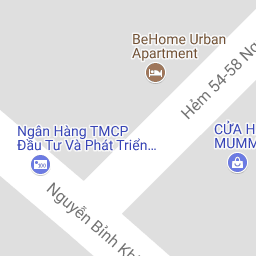 BeHome Urban
Apartment
Hẻm 54-58 Ng
Ngân Hàng TMCP
Đầu Tư Và Phát Triển...
CỬA H
MUMM
Nguyễn Bỉnh Kh